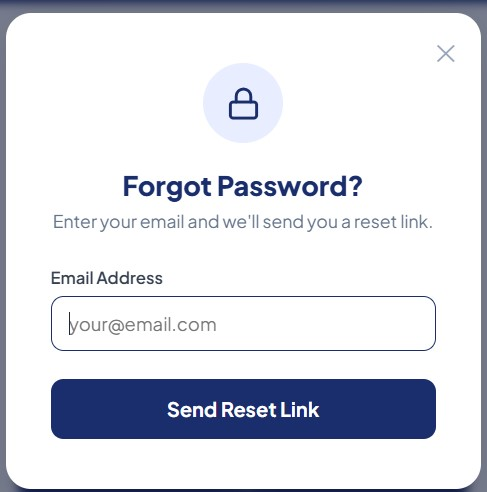 Forgot Password?
Enter your email and we'll send you a reset link.
Email Address
your@email.com
Send Reset Link